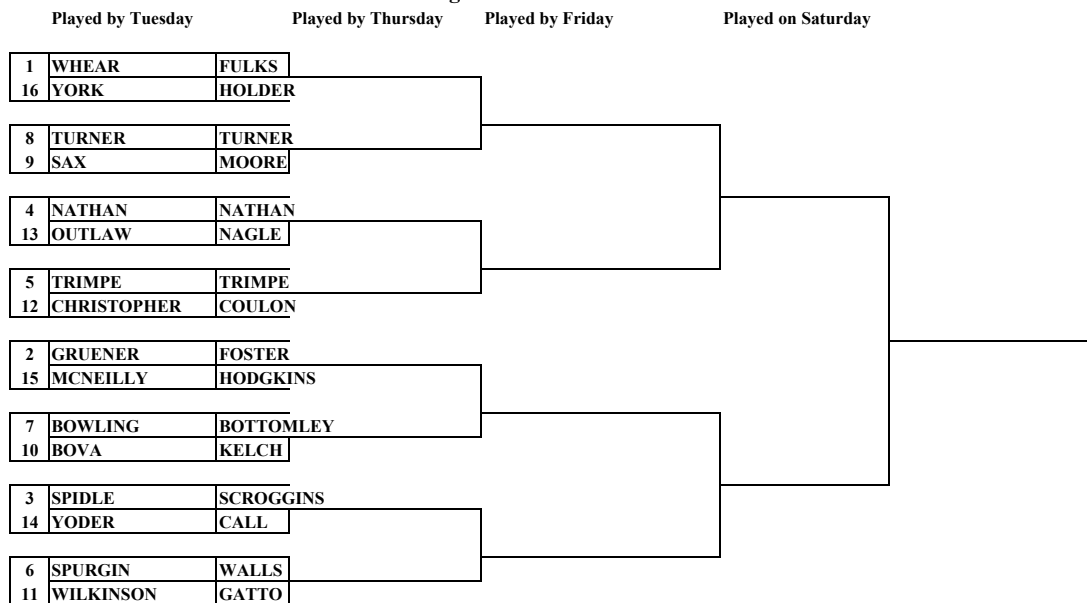 Played by Tuesday Played by Thursday Played by Friday Played on Saturday
1 WHEAR FULKS
16 YORK HOLDER
8 TURNER TURNER
9 SAX MOORE
4 NATHAN NATHAN
13 OUTLAW NAGLE
5 TRIMPE TRIMPE
12 CHRISTOPHER COULON
2 GRUENER FOSTER
15 MCNEILLY HODGKINS
7 BOWLING BOTTOMLEY
10 BOVA KELCH
3 SPIDLE SCROGGINS
14 YODER CALL
6 SPURGIN WALLS
11 WILKINSON GATTO